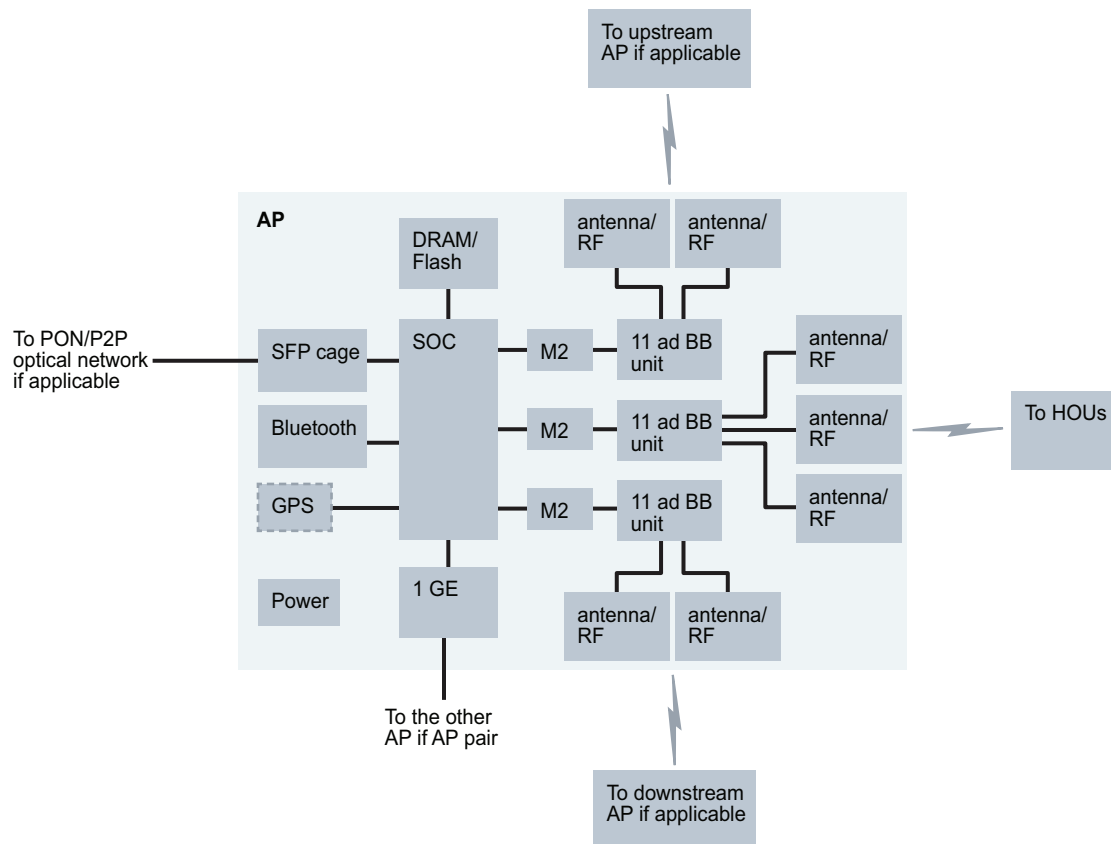 To upstream
AP if applicable
AP
antenna/
RF
antenna/
RF
DRAM/
Flash
To PON/P2P
optical network
if applicable
SFP cage
SOC
M2
11 ad BB
unit
antenna/
RF
Bluetooth
M2
11 ad BB
unit
antenna/
RF
To HOUs
GPS
M2
11 ad BB
unit
antenna/
RF
Power
1 GE
antenna/
RF
antenna/
RF
To the other
AP if AP pair
To downstream
AP if applicable